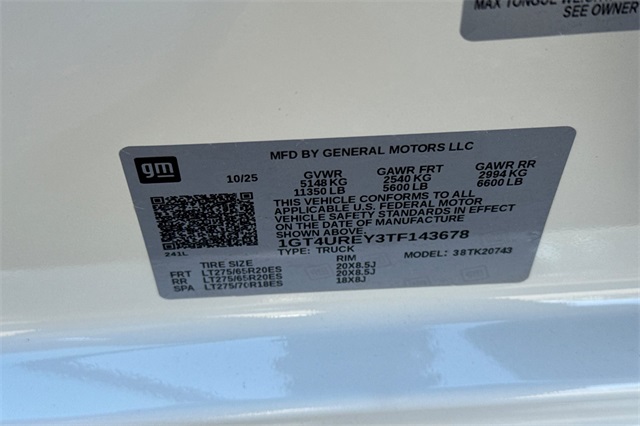 MAX TONGUE WEIGHT
SEE OWNER
gm
MFD BY GENERAL MOTORS LLC
10/25
GVWR GAWR FRT GAWR RR
5148 KG 2540 KG 2994 KG
11350 LB 5600 LB 6600 LB
THIS VEHICLE CONFORMS TO ALL
APPLICABLE U.S. FEDERAL MOTOR
VEHICLE SAFETY STANDARDS IN EFFECT
ON THE DATE OF MANUFACTURE
SHOWN ABOVE.
1GT4UREY3TF143678
TYPE: TRUCK MODEL: 38TK20743
241L
TIRE SIZE RIM
FRT LT275/65R20ES 20X8.5J
RR LT275/65R20ES 20X8.5J
SPA LT275/70R18ES 18X8J